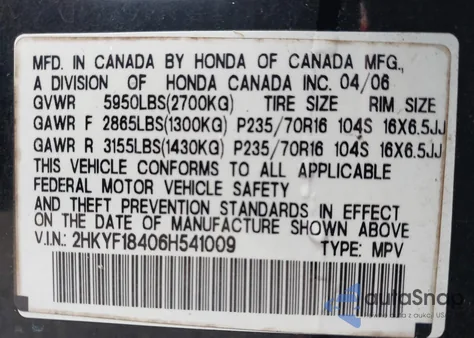 MFD. IN CANADA BY HONDA OF CANADA MFG.,
A DIVISION OF HONDA CANADA INC. 04/06
GVWR 5950LBS(2700KG) TIRE SIZE RIM SIZE
GAWR F 2865LBS(1300KG) P235/70R16 104S 16X6.5JJ
GAWR R 3155LBS(1430KG) P235/70R16 104S 16X6.5JJ
THIS VEHICLE CONFORMS TO ALL APPLICABLE
FEDERAL MOTOR VEHICLE SAFETY
AND THEFT PREVENTION STANDARDS IN EFFECT
ON THE DATE OF MANUFACTURE SHOWN ABOVE
V.I.N.: 2HKYF18406H541009 TYPE: MPV
autaSnap
auta z aukcji